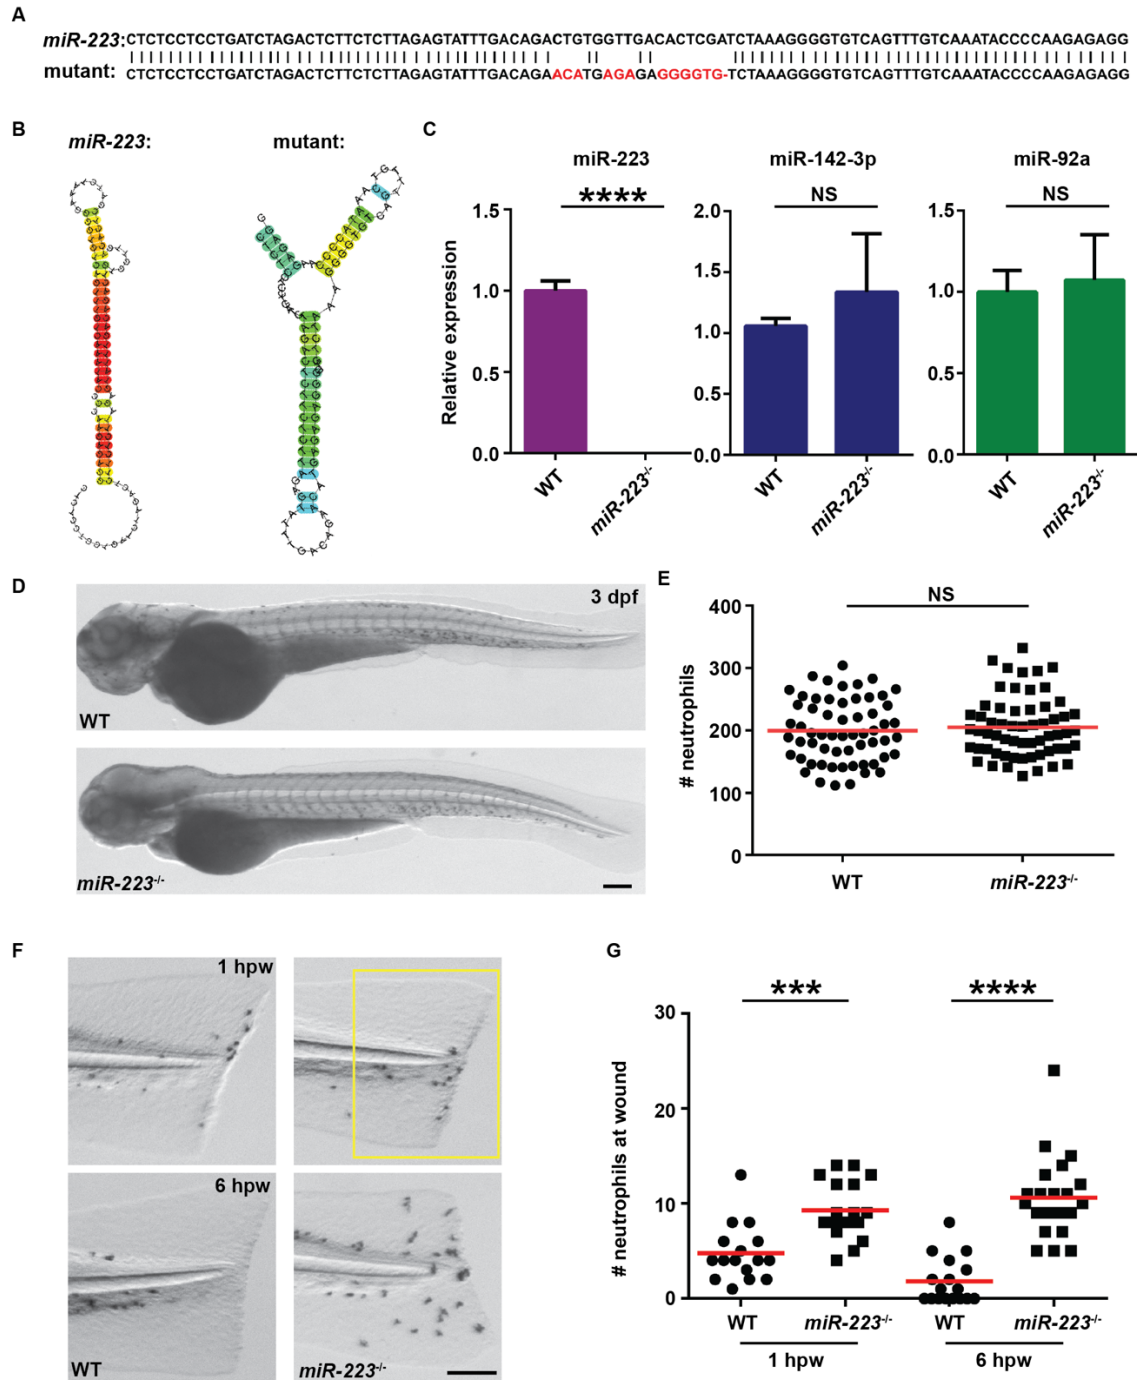 A
miR-223:CTCTCCTCCTGATCTAGACTCTTCTCTTAGAGTATTTGACAGACTGTGGTTGACACTCGATCTAAAGGGGTGTCAGTTTGTCAAATACCCCAAGAGAGG
mutant: CTCTCCTCCTGATCTAGACTCTTCTCTTAGAGTATTTGACAGAACATGAGAGAGGGGTG-TCTAAAGGGGTGTCAGTTTGTCAAATACCCCAAGAGAGG
B
miR-223:
mutant:
C
miR-223
miR-142-3p
miR-92a
****
NS
NS
Relative expression
1.5
1.0
0.5
0.0
WT
miR-223-/-
2.0
1.5
1.0
0.5
0.0
WT
miR-223-/-
1.5
1.0
0.5
0.0
WT
miR-223-/-
D
3 dpf
WT
miR-223-/-
E
NS
# neutrophils
400
300
200
100
0
WT
miR-223-/-
F
1 hpw
6 hpw
WT
miR-223-/-
G
***
****
# neutrophils at wound
30
20
10
0
WT
miR-223-/-
WT
miR-223-/-
1 hpw
6 hpw